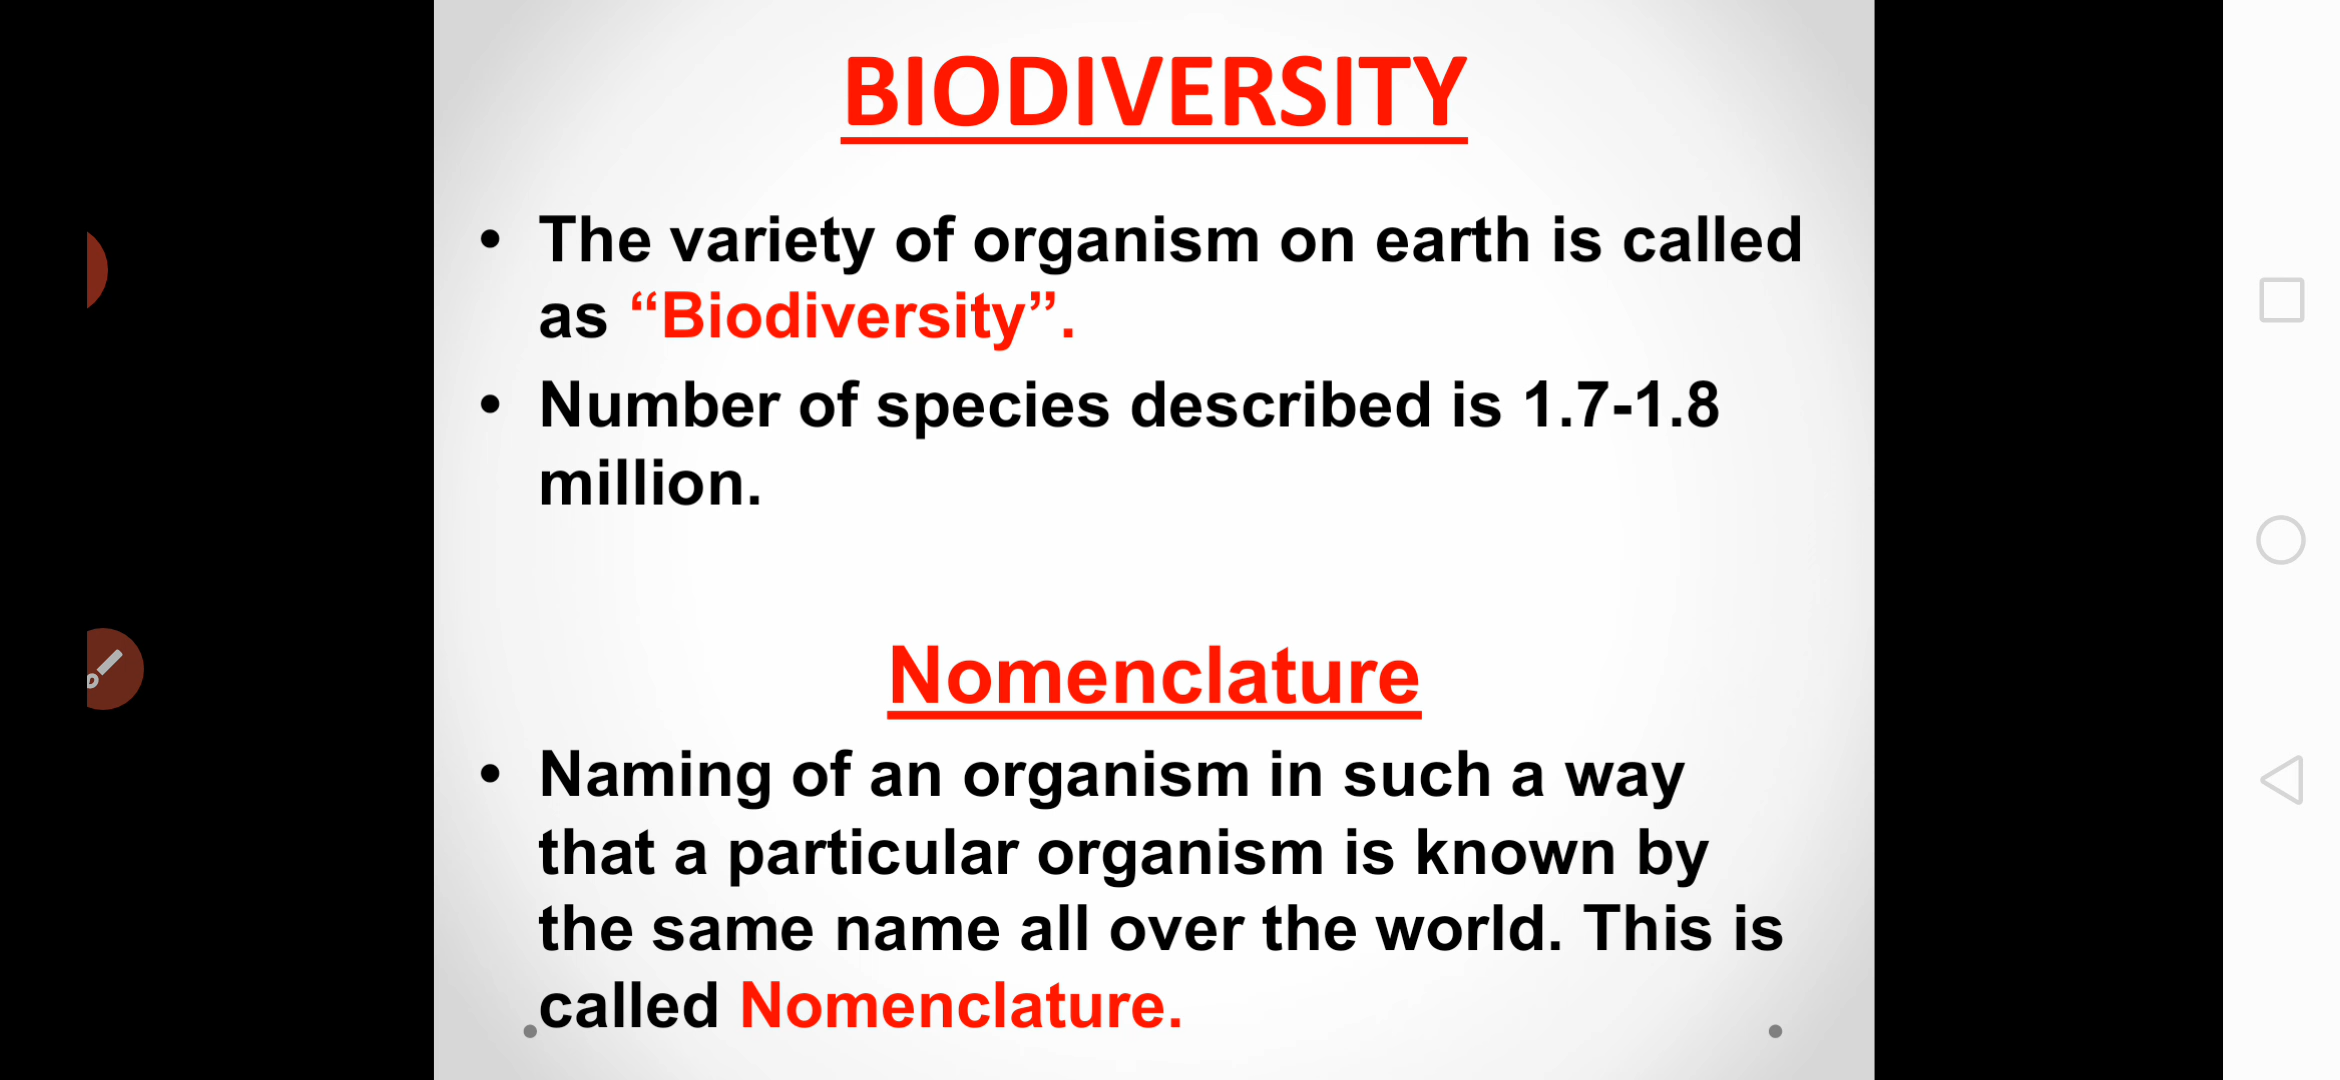 BIODIVERSITY
• The variety of organism on earth is called
as “Biodiversity”.
• Number of species described is 1.7-1.8
million.
Nomenclature
• Naming of an organism in such a way
that a particular organism is known by
the same name all over the world. This is
called Nomenclature.